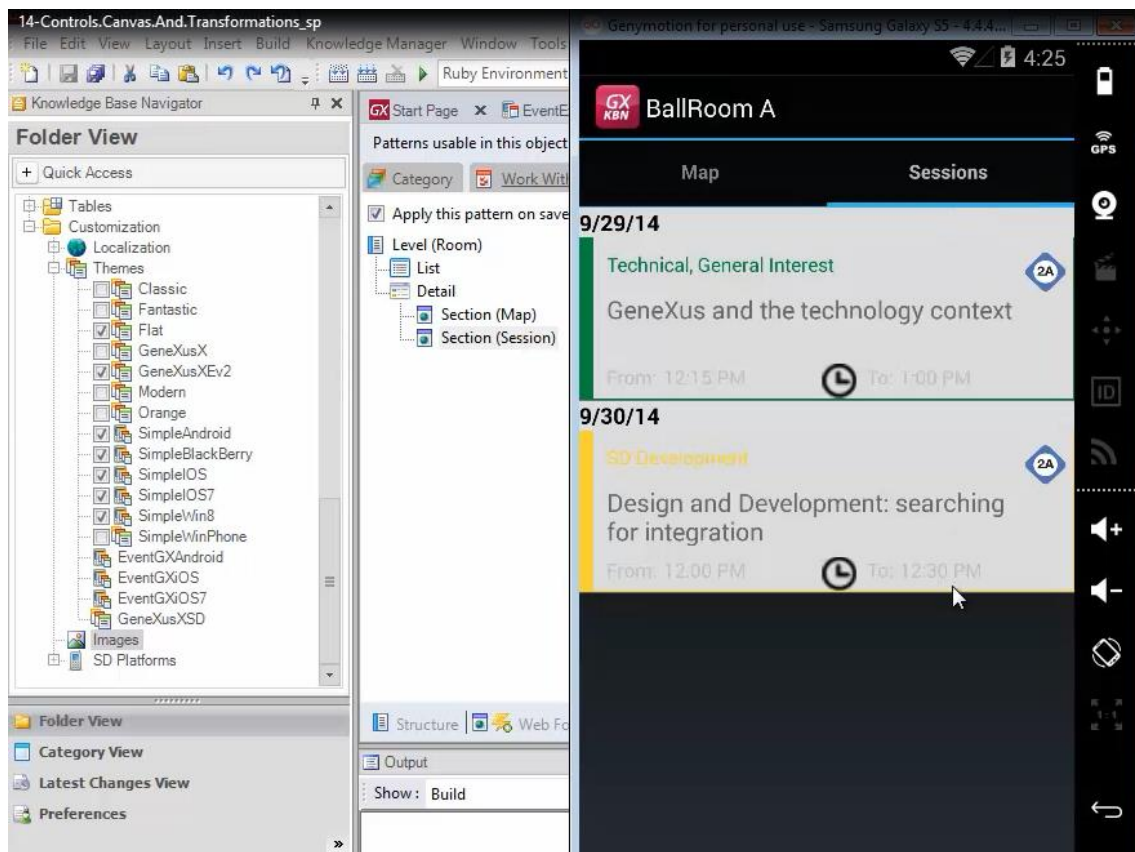 14-Controls.Canvas.And.Transformations_sp
File Edit View Layout Insert Build Knowledge Manager Window Tools
Ruby Environment
Knowledge Base Navigator
Folder View
+ Quick Access
Tables
Customization
Localization
Themes
Classic
Fantastic
Flat
GeneXusX
GeneXusXEv2
Modern
Orange
SimpleAndroid
SimpleBlackBerry
SimpleIOS
SimpleIOS7
SimpleWin8
SimpleWinPhone
EventGXAndroid
EventGXiOS
EventGXiOS7
GeneXusXSD
Images
SD Platforms
Folder View
Category View
Latest Changes View
Preferences
»
GX Start Page EventE
Patterns usable in this object
Category Work With
Apply this pattern on save
Level (Room)
List
Detail
Section (Map)
Section (Session)
Structure Web Fo
Output
Show: Build
Genymotion for personal use - Samsung Galaxy S5 - 4.4.4...
4:25
GX KBN BallRoom A
Map Sessions
9/29/14
Technical, General Interest
2A
GeneXus and the technology context
From: 12:15 PM To: 1:00 PM
9/30/14
SD Development
2A
Design and Development: searching
for integration
From: 12:00 PM To: 12:30 PM
GPS
ID
1:1